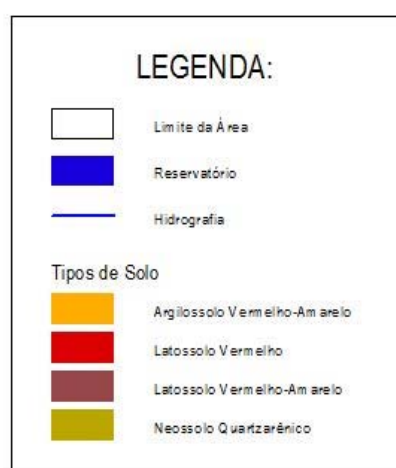 LEGENDA:
Limite da Área
Reservatório
Hidrografia
Tipos de Solo
Argilossolo Vermelho-Amarelo
Latossolo Vermelho
Latossolo Vermelho-Amarelo
Neossolo Quartzarênico